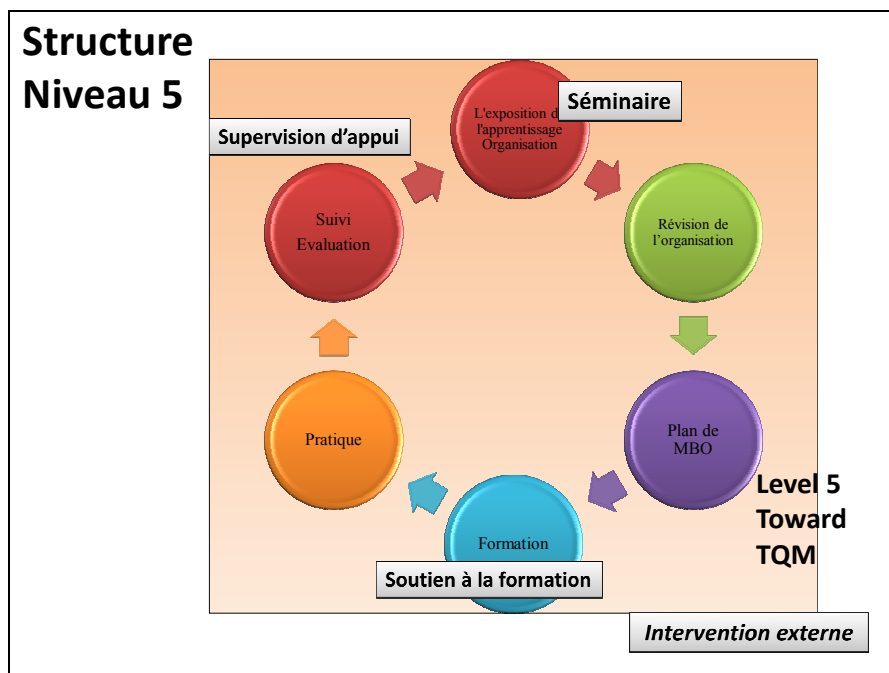 Structure
Niveau 5
Séminaire
L'exposition de
l'apprentissage
Organisation
Supervision d'appui
Suivi
Evaluation
Révision de
l'organisation
Pratique
Plan de
MBO
Level 5
Toward
TQM
Formation
Soutien à la formation
Intervention externe